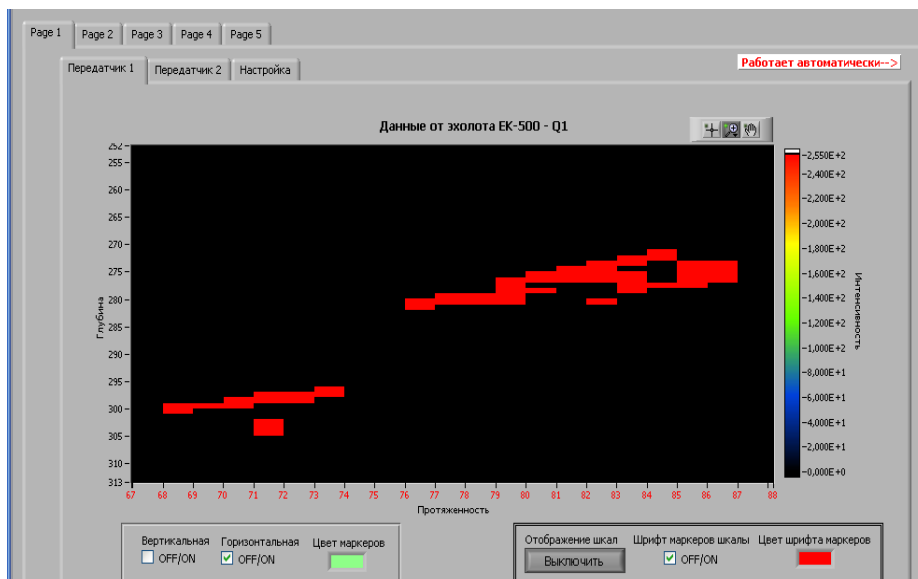 Page 1 Page 2 Page 3 Page 4 Page 5
Передатчик 1 Передатчик 2 Настройка
Работает автоматически-->
Данные от эхолота EK-500 - Q1
252
255
260
265
270
275
280
285
290
295
300
305
310
313
Глубина
67 68 69 70 71 72 73 74 75 76 77 78 79 80 81 82 83 84 85 86 87 88
Протяженность
2,550E+2
2,400E+2
2,200E+2
2,000E+2
1,800E+2
1,600E+2
1,400E+2
1,200E+2
1,000E+2
8,000E+1
6,000E+1
4,000E+1
2,000E+1
0,000E+0
Интенсивность
Вертикальная Горизонтальная Цвет маркеров
OFF/ON OFF/ON
Отображение шкал Шрифт маркеров шкалы Цвет шрифта маркеров
Выключить OFF/ON